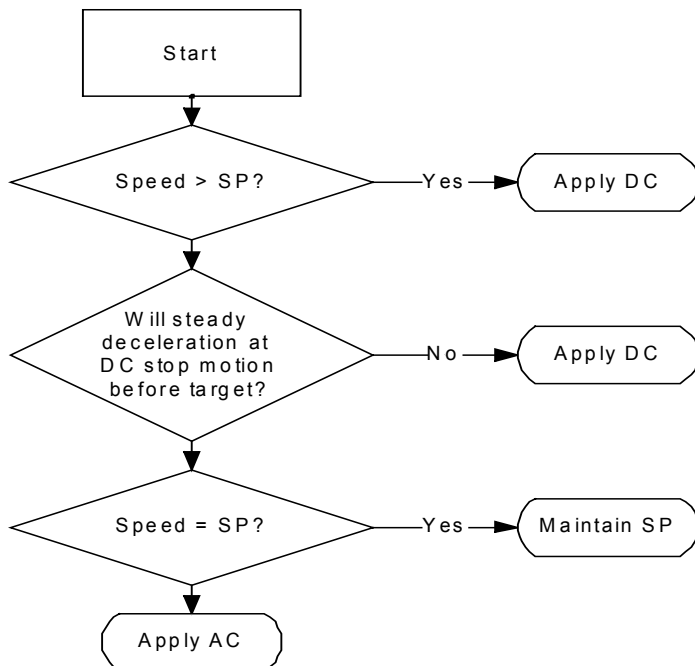 Start
Speed > SP?
Yes
Apply DC
Will steady
deceleration at
DC stop motion
before target?
No
Apply DC
Speed = SP?
Yes
Maintain SP
Apply AC